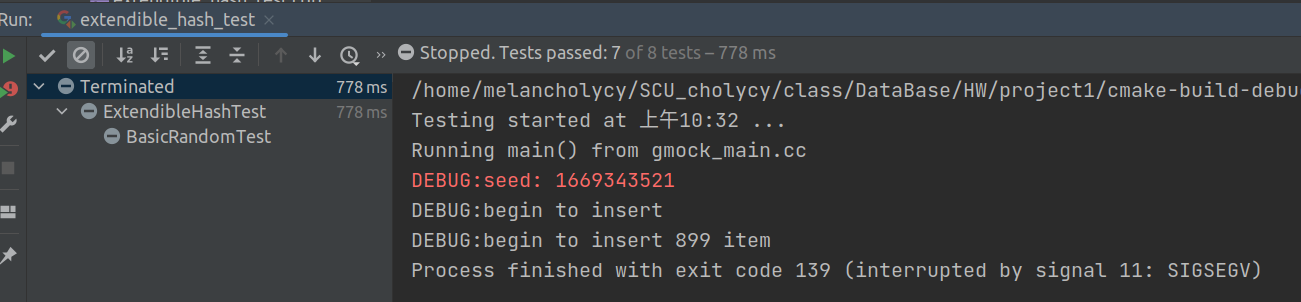 Run: extendible_hash_test
Stopped. Tests passed: 7 of 8 tests – 778 ms
Terminated 778 ms
ExtendibleHashTest 778 ms
BasicRandomTest
/home/melancholycy/SCU_cholycy/class/DataBase/HW/project1/cmake-build-debug
Testing started at 上午10:32 ...
Running main() from gmock_main.cc
DEBUG:seed: 1669343521
DEBUG:begin to insert
DEBUG:begin to insert 899 item
Process finished with exit code 139 (interrupted by signal 11: SIGSEGV)